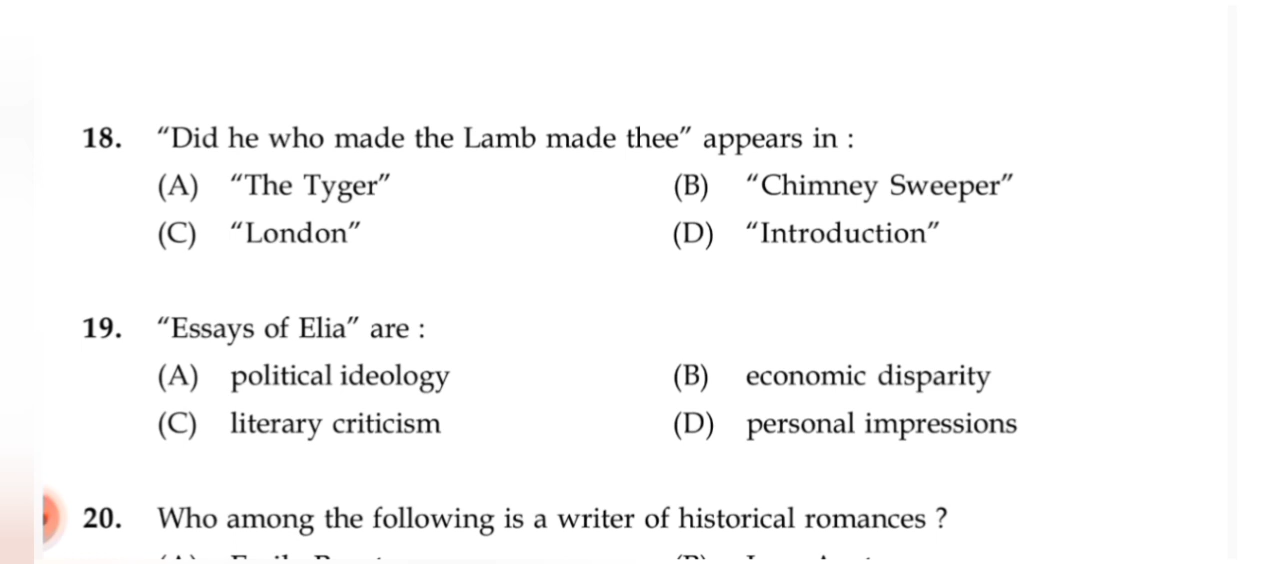 18. “Did he who made the Lamb made thee” appears in :
(A) “The Tyger” (B) “Chimney Sweeper”
(C) “London” (D) “Introduction”
19. “Essays of Elia” are :
(A) political ideology (B) economic disparity
(C) literary criticism (D) personal impressions
20. Who among the following is a writer of historical romances ?